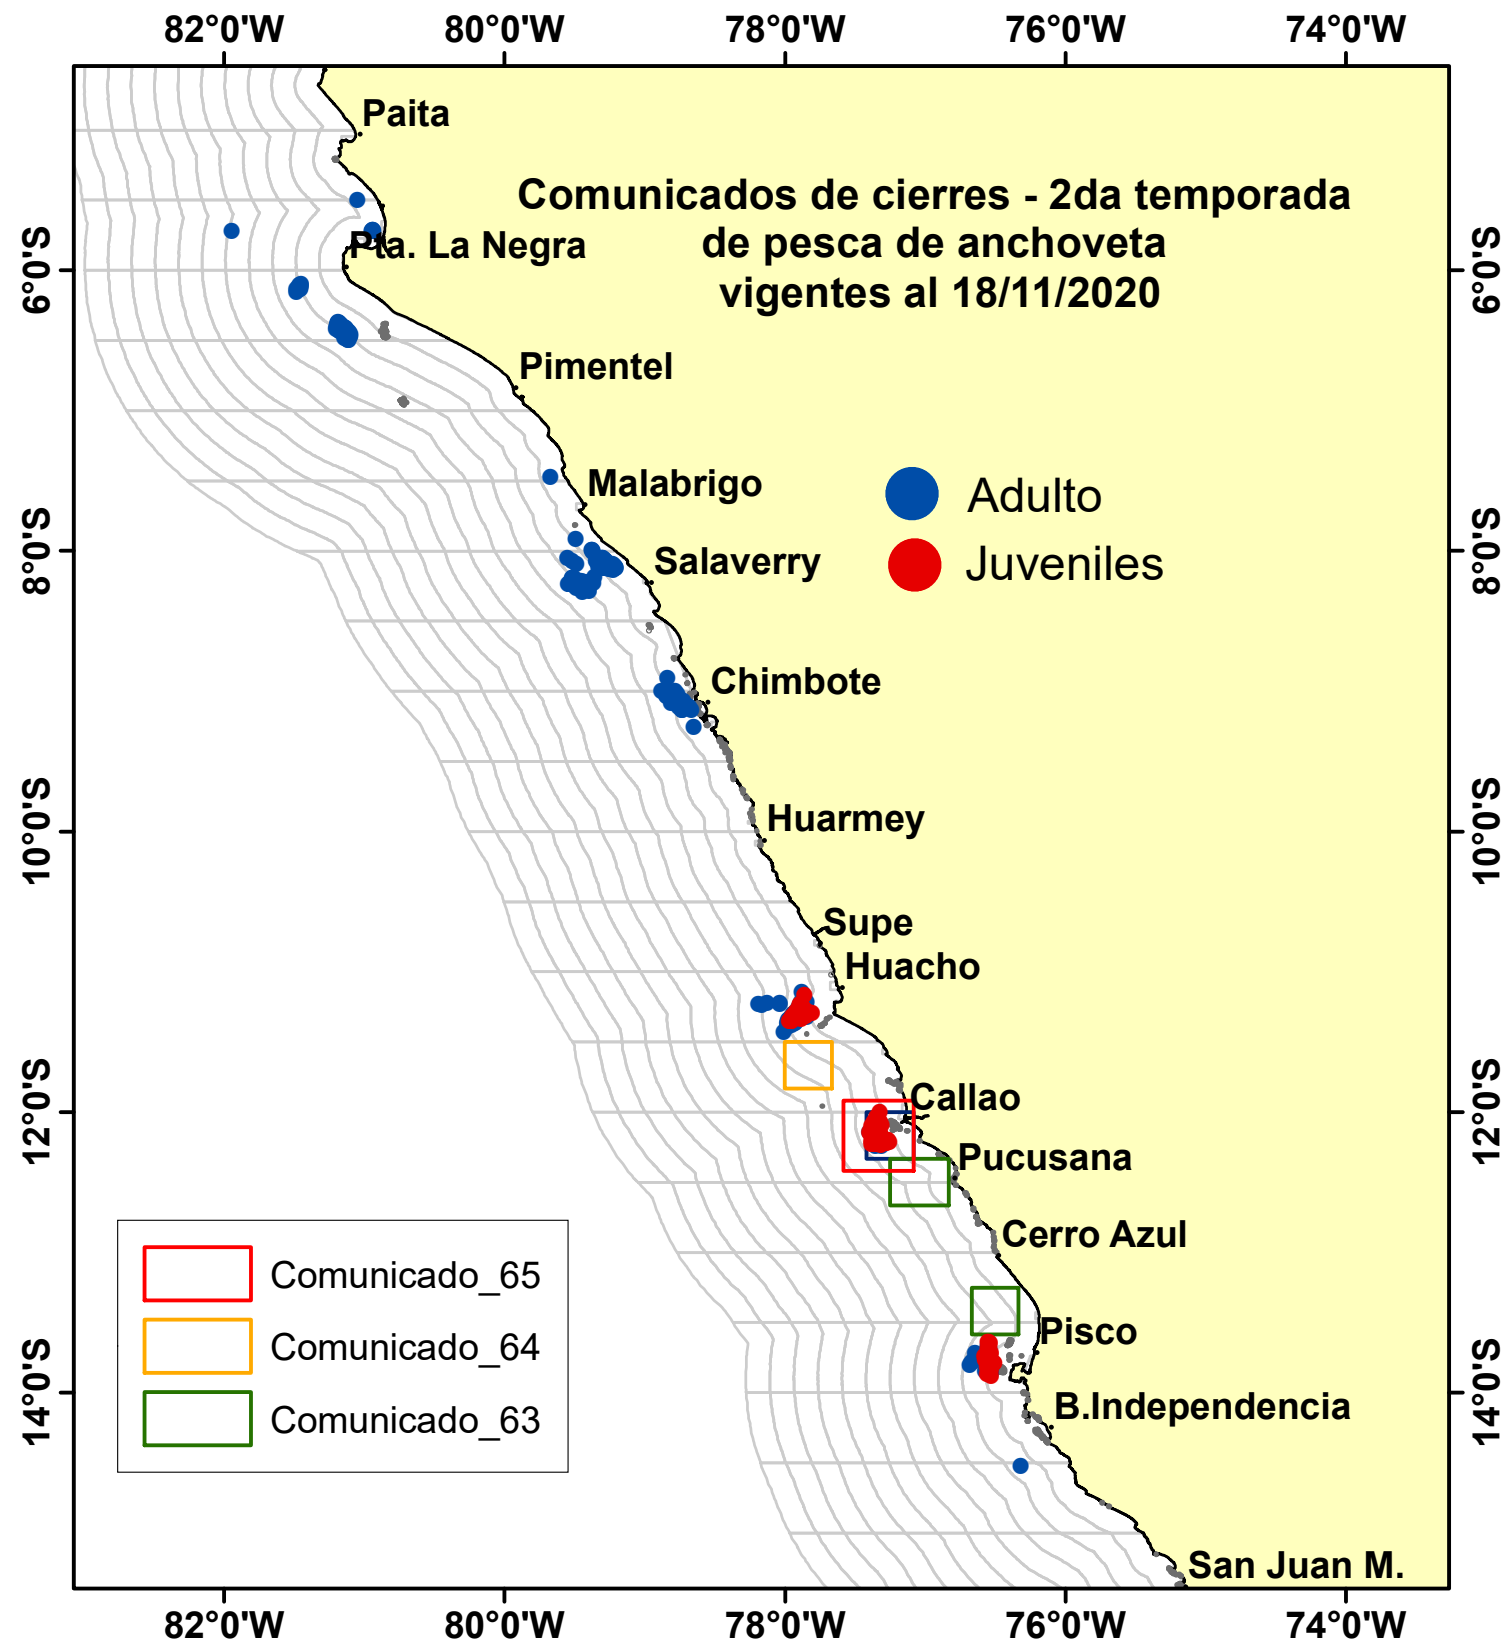 82°0'W 80°0'W 78°0'W 76°0'W 74°0'W
Paita
Comunicados de cierres - 2da temporada
de pesca de anchoveta
vigentes al 18/11/2020
Pta. La Negra
6°0'S 6°0'S
Pimentel
Malabrigo
Adulto
8°0'S 8°0'S
Salaverry
Juveniles
Chimbote
10°0'S 10°0'S
Huarmey
Supe
Huacho
12°0'S 12°0'S
Callao
Pucusana
Cerro Azul
Comunicado_65
Pisco
Comunicado_64
14°0'S 14°0'S
B.Independencia
Comunicado_63
San Juan M.
82°0'W 80°0'W 78°0'W 76°0'W 74°0'W